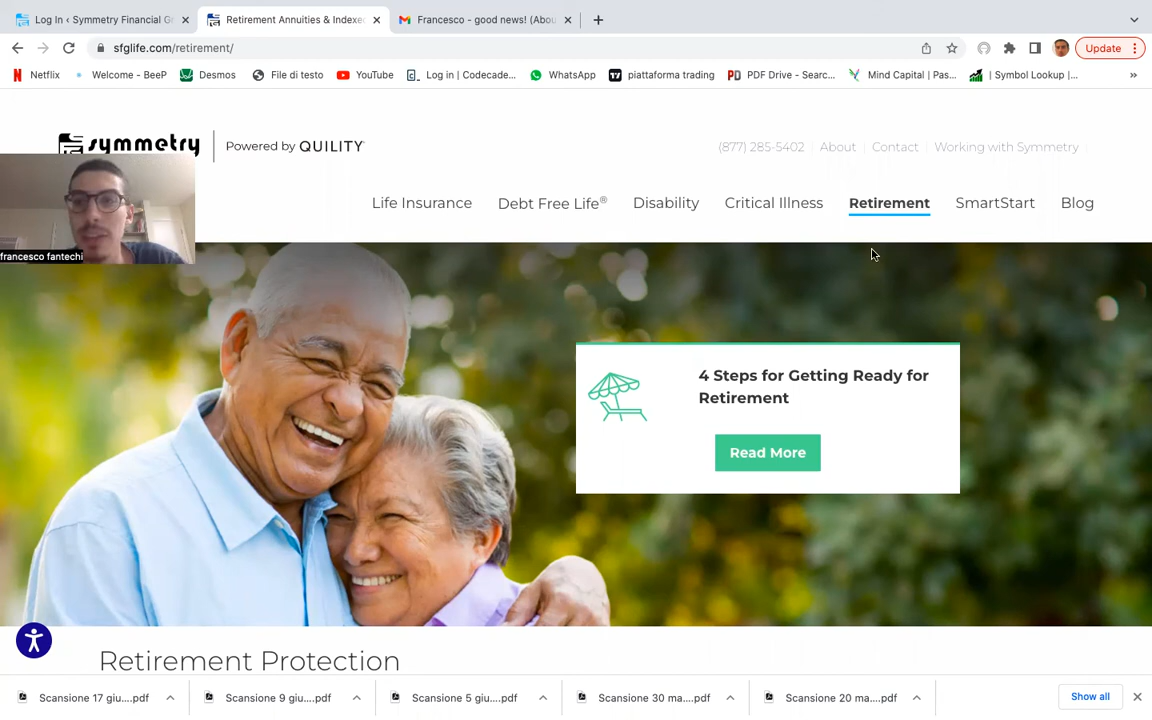 Log In ‹ Symmetry Financial Gr
Retirement Annuities & Indexe
Francesco - good news! (Abou
sfglife.com/retirement/
Update
Netflix
Welcome - BeeP
Desmos
File di testo
YouTube
Log in | Codecade...
WhatsApp
piattaforma trading
PDF Drive - Searc...
Mind Capital | Pas...
| Symbol Lookup |...
symmetry
Powered by QUILITY
(877) 285-5402
About
Contact
Working with Symmetry
Life Insurance
Debt Free Life®
Disability
Critical Illness
Retirement
SmartStart
Blog
francesco fantechi
4 Steps for Getting Ready for
Retirement
Read More
Retirement Protection
Scansione 17 giu....pdf
Scansione 9 giu....pdf
Scansione 5 giu....pdf
Scansione 30 ma....pdf
Scansione 20 ma....pdf
Show all